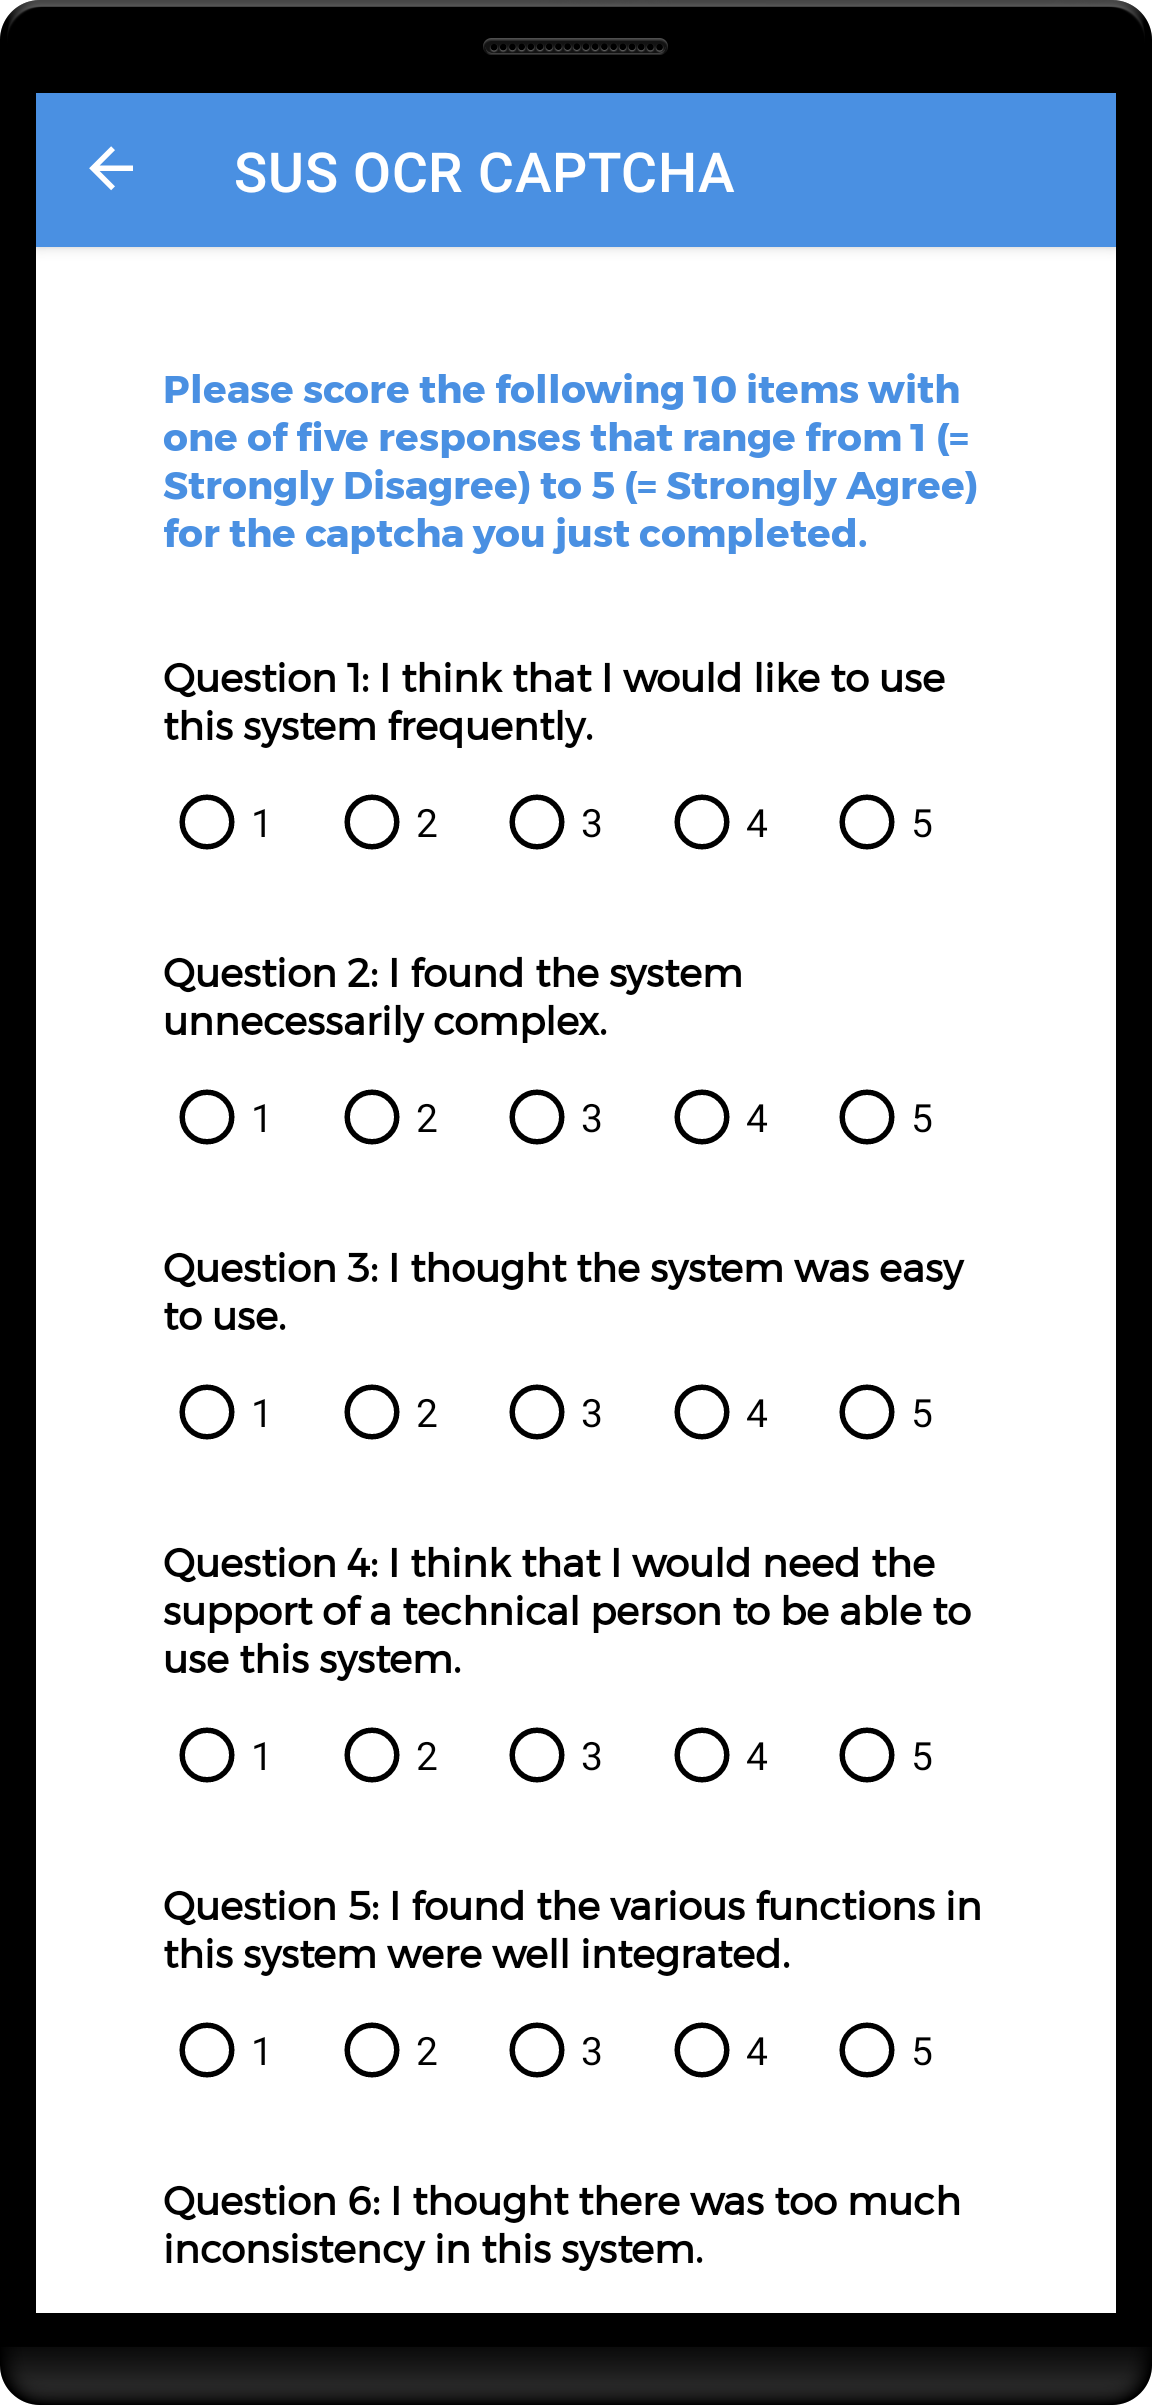 SUS OCR CAPTCHA
Please score the following 10 items with
one of five responses that range from 1 (=
Strongly Disagree) to 5 (= Strongly Agree)
for the captcha you just completed.
Question 1: I think that I would like to use
this system frequently.
1 2 3 4 5
Question 2: I found the system
unnecessarily complex.
1 2 3 4 5
Question 3: I thought the system was easy
to use.
1 2 3 4 5
Question 4: I think that I would need the
support of a technical person to be able to
use this system.
1 2 3 4 5
Question 5: I found the various functions in
this system were well integrated.
1 2 3 4 5
Question 6: I thought there was too much
inconsistency in this system.